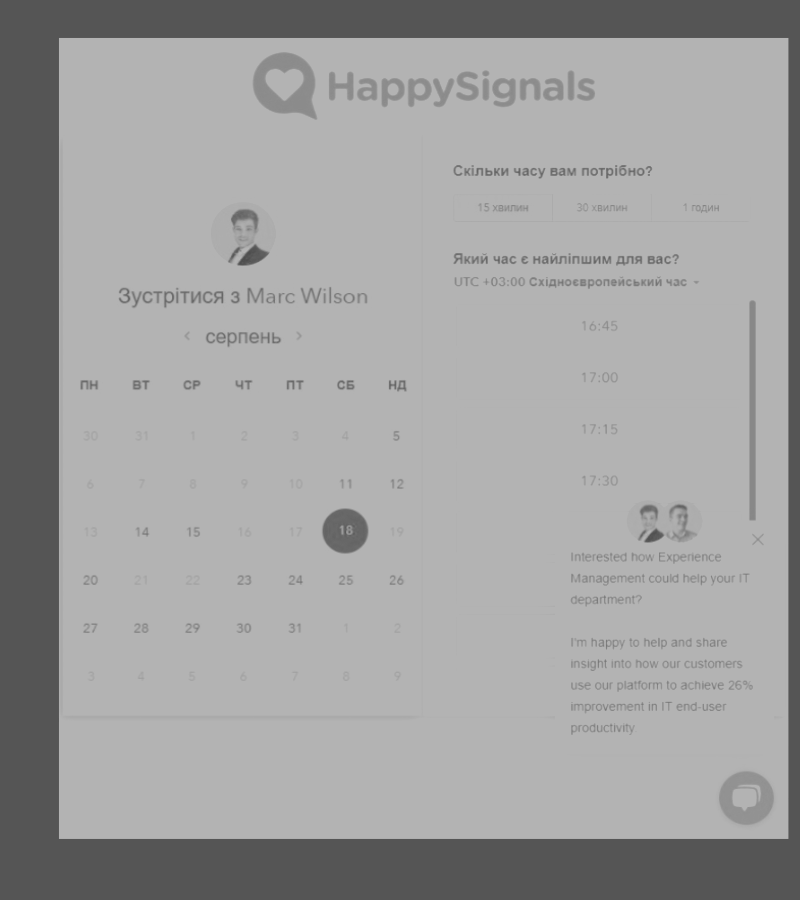 HappySignals
Зустрітися з Marc Wilson
серпень
ПН ВТ СР ЧТ ПТ СБ НД
30 31 1 2 3 4 5
6 7 8 9 10 11 12
13 14 15 16 17 18 19
20 21 22 23 24 25 26
27 28 29 30 31 1 2
3 4 5 6 7 8 9
Скільки часу вам потрібно?
15 хвилин 30 хвилин 1 годин
Який час є найліпшим для вас?
UTC +03:00 Східноєвропейський час
16:45
17:00
17:15
17:30
Interested how Experience
Management could help your IT
department?
I'm happy to help and share
insight into how our customers
use our platform to achieve 26%
improvement in IT end-user
productivity